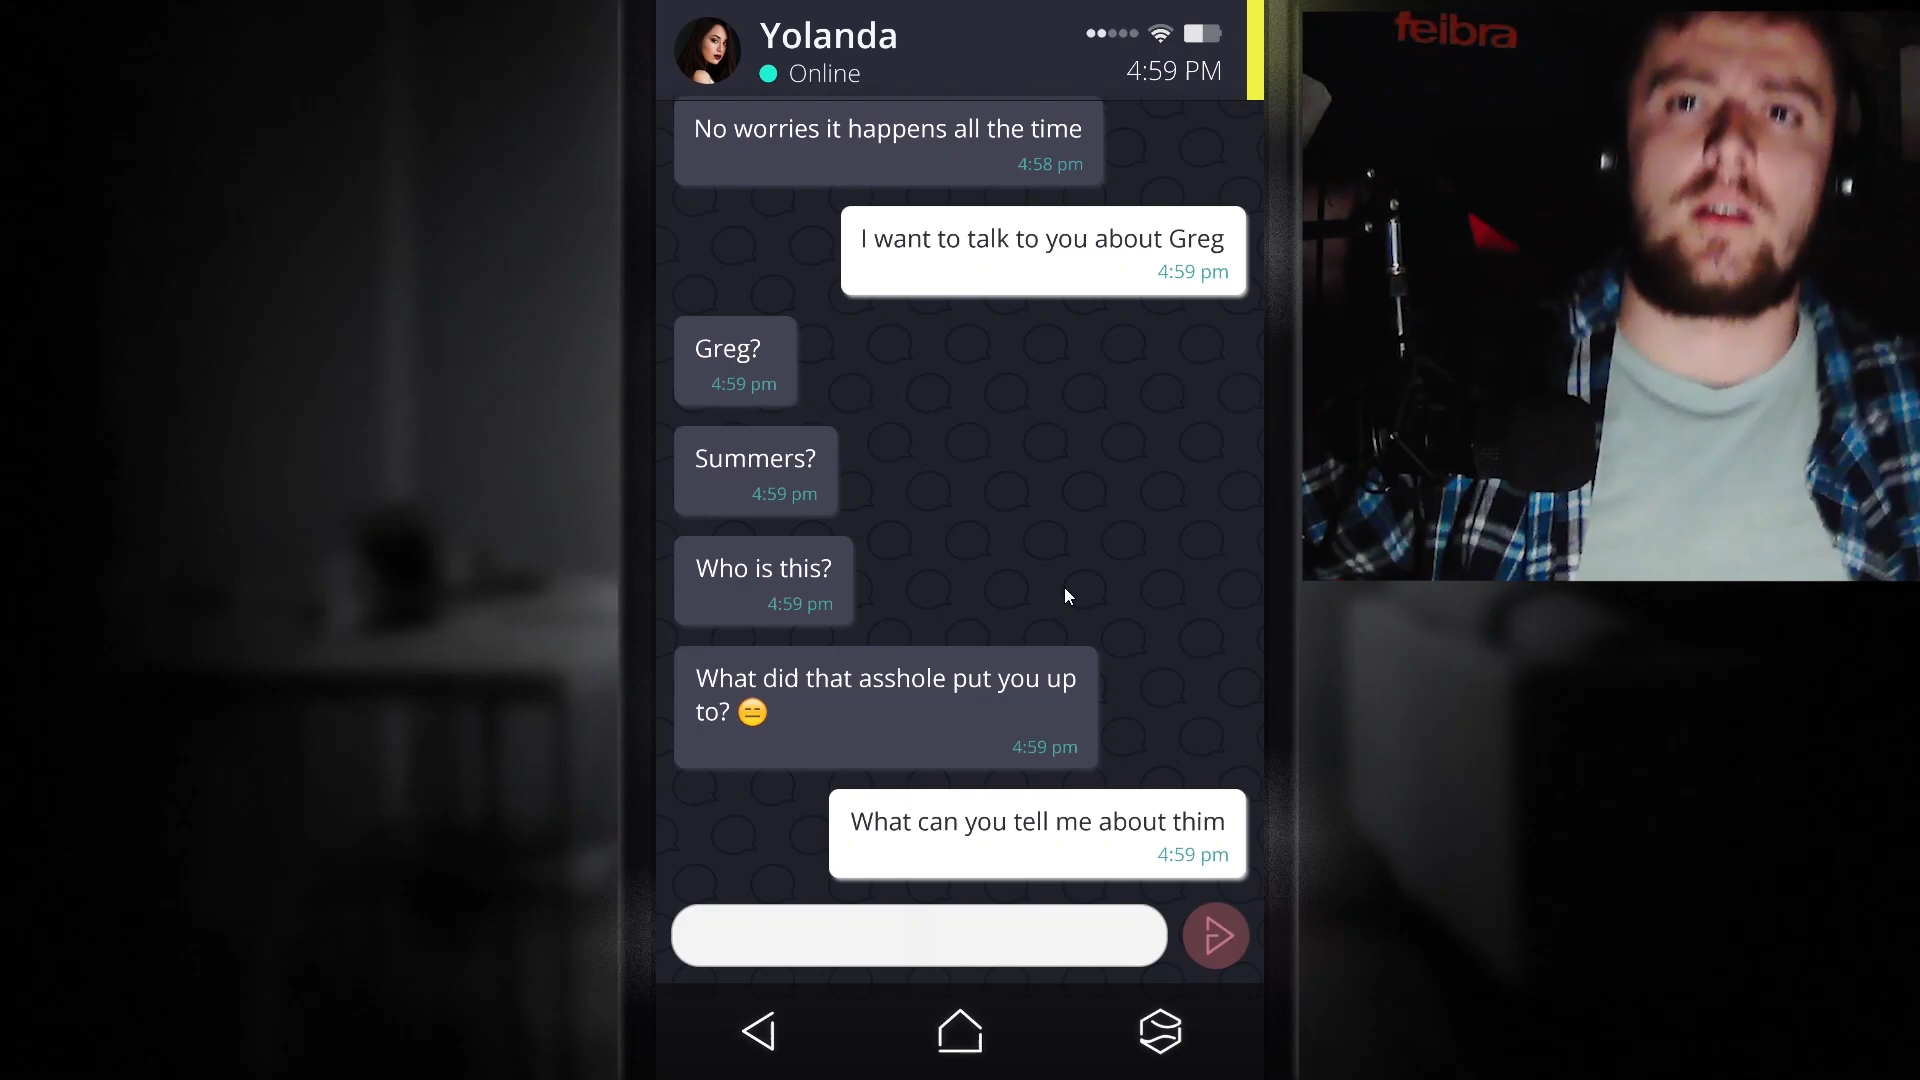 Yolanda
Online
4:59 PM
No worries it happens all the time
4:58 pm
I want to talk to you about Greg
4:59 pm
Greg?
4:59 pm
Summers?
4:59 pm
Who is this?
4:59 pm
What did that asshole put you up
to? 😑
4:59 pm
What can you tell me about thim
4:59 pm
feibra